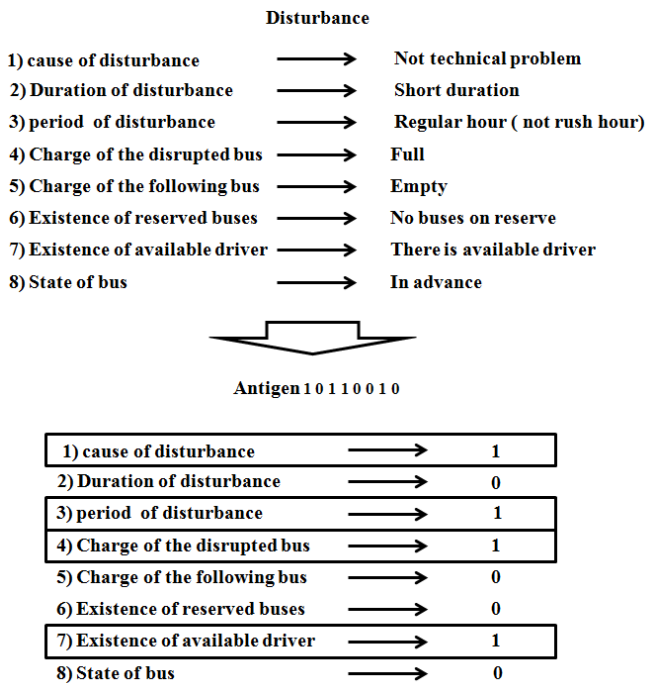 Disturbance
1) cause of disturbance Not technical problem
2) Duration of disturbance Short duration
3) period of disturbance Regular hour ( not rush hour)
4) Charge of the disrupted bus Full
5) Charge of the following bus Empty
6) Existence of reserved buses No buses on reserve
7) Existence of available driver There is available driver
8) State of bus In advance
Antigen 1 0 1 1 0 0 1 0
1) cause of disturbance 1
2) Duration of disturbance 0
3) period of disturbance 1
4) Charge of the disrupted bus 1
5) Charge of the following bus 0
6) Existence of reserved buses 0
7) Existence of available driver 1
8) State of bus 0